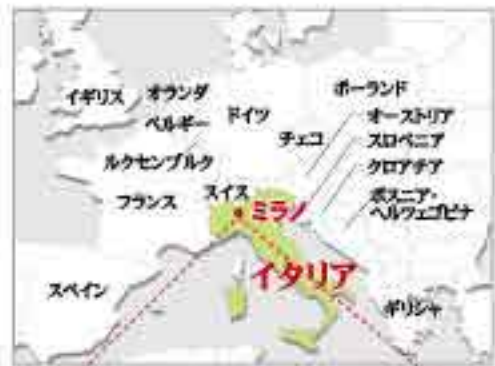 ポーランド
イギリス
オランダ
ドイツ
オーストリア
ベルギー
チェコ
スロベニア
ルクセンブルク
クロアチア
スイス
ミラノ
フランス
ボスニア・
ヘルツェゴビナ
イタリア
スペイン
ギリシャ